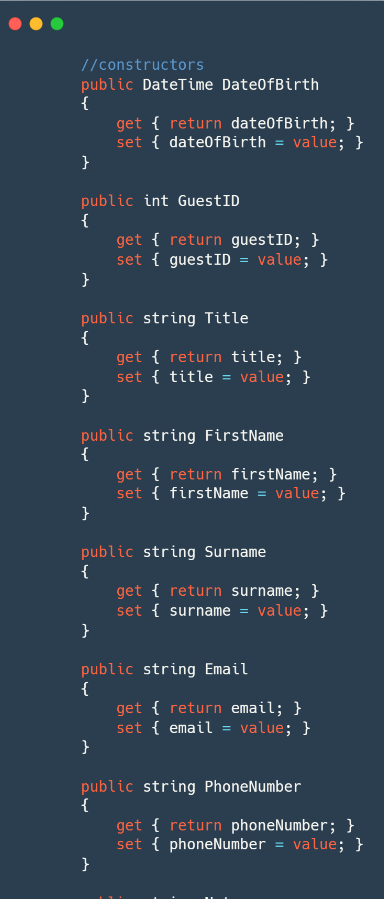 //constructors
public DateTime DateOfBirth
{
get { return dateOfBirth; }
set { dateOfBirth = value; }
}
public int GuestID
{
get { return guestID; }
set { guestID = value; }
}
public string Title
{
get { return title; }
set { title = value; }
}
public string FirstName
{
get { return firstName; }
set { firstName = value; }
}
public string Surname
{
get { return surname; }
set { surname = value; }
}
public string Email
{
get { return email; }
set { email = value; }
}
public string PhoneNumber
{
get { return phoneNumber; }
set { phoneNumber = value; }
}